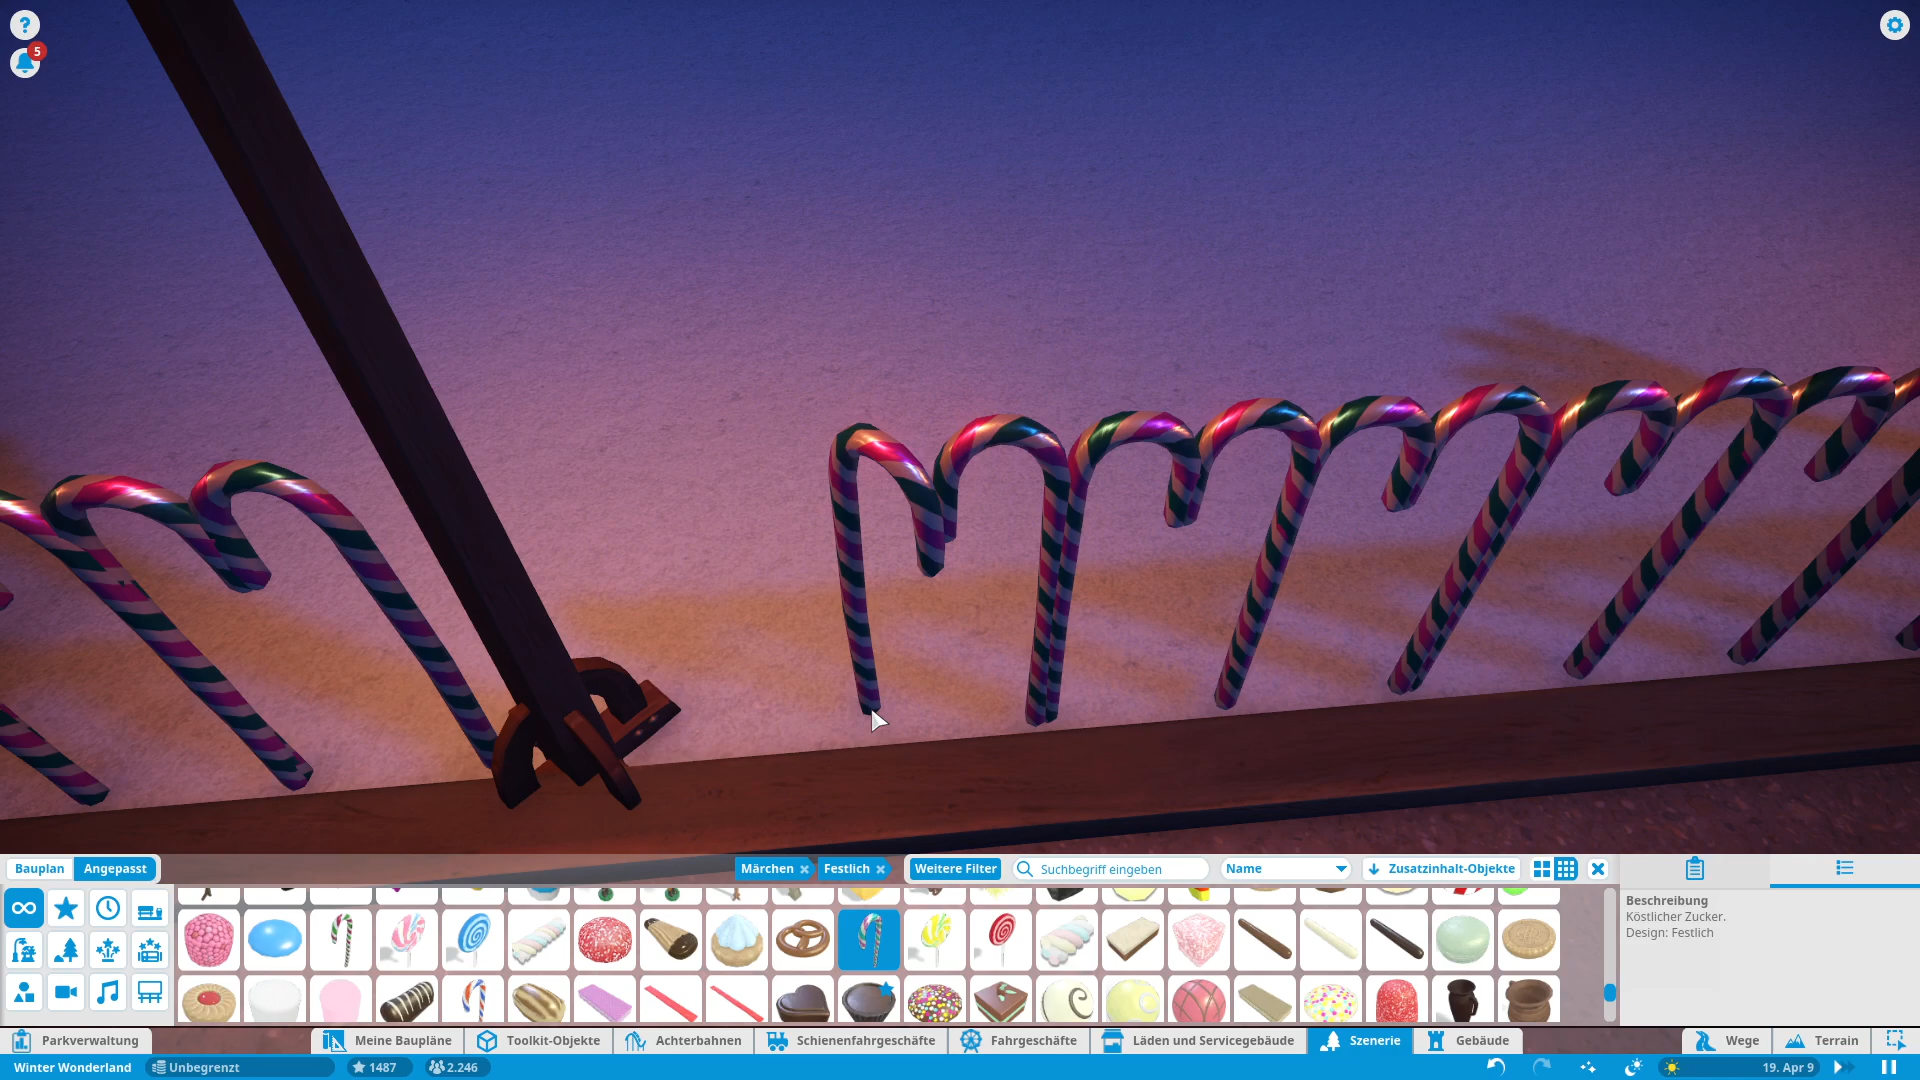 ?
5
Bauplan
Angepasst
Märchen
Festlich
Weitere Filter
Suchbegriff eingeben
Name
Zusatzinhalt-Objekte
Beschreibung
Köstlicher Zucker.
Design: Festlich
Parkverwaltung
Meine Baupläne
Toolkit-Objekte
Achterbahnen
Schienenfahrgeschäfte
Fahrgeschäfte
Läden und Servicegebäude
Szenerie
Gebäude
Wege
Terrain
Winter Wonderland
Unbegrenzt
1487
2.246
19. Apr 9